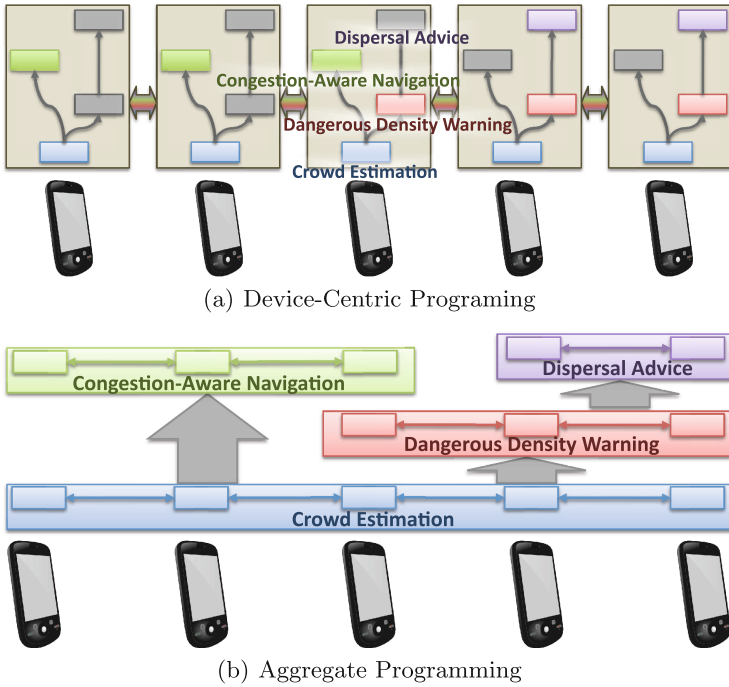 Dispersal Advice
Congestion-Aware Navigation
Dangerous Density Warning
Crowd Estimation
(a) Device-Centric Programing
Congestion-Aware Navigation
Dispersal Advice
Dangerous Density Warning
Crowd Estimation
(b) Aggregate Programming